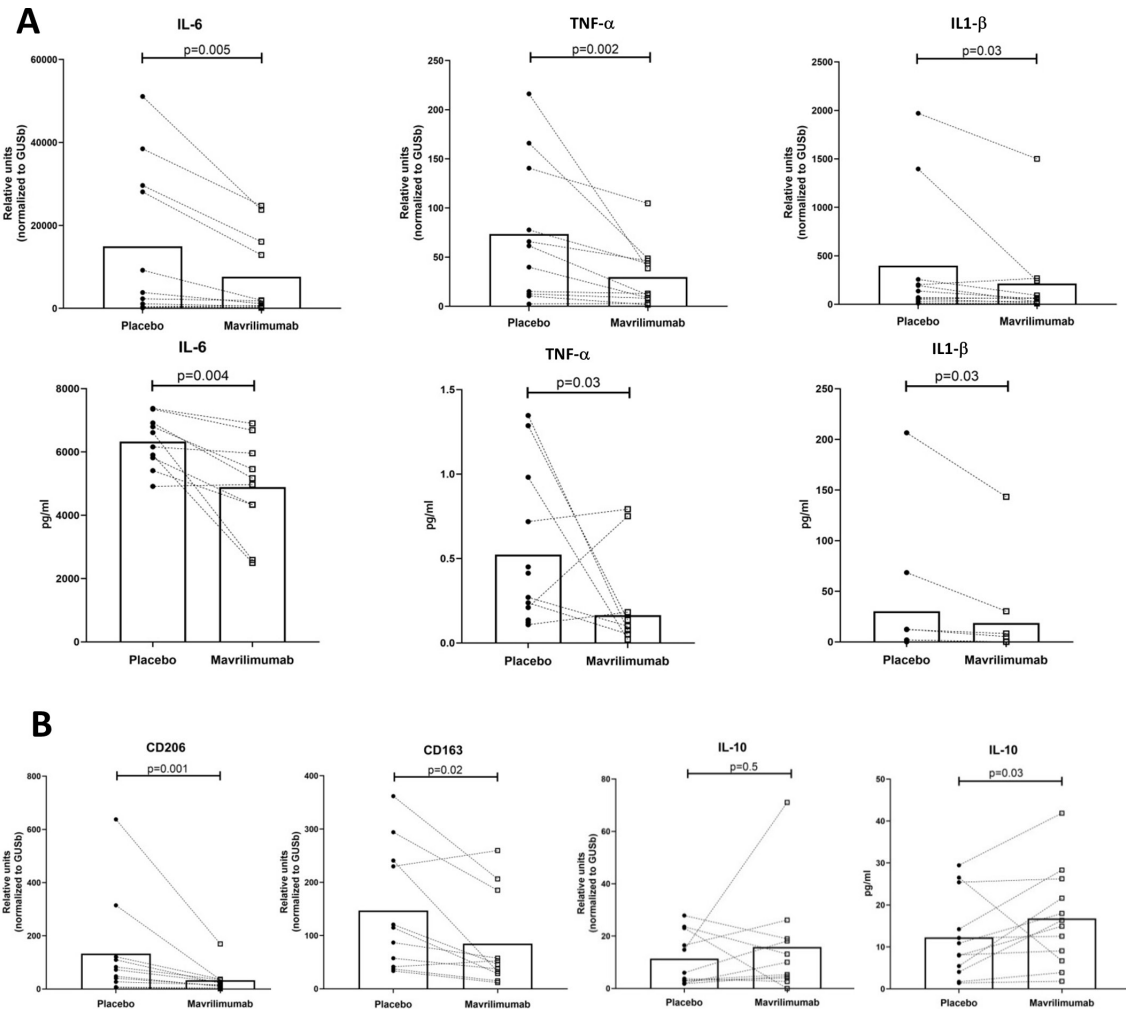 A
IL-6
p=0.005
Relative units
(normalized to GUSb)
60000
40000
20000
0
Placebo
Mavrilimumab
TNF-α
p=0.002
Relative units
(normalized to GUSb)
250
200
150
100
50
0
Placebo
Mavrilimumab
IL1-β
p=0.03
Relative units
(normalized to GUSb)
2500
2000
1500
1000
500
0
Placebo
Mavrilimumab
IL-6
p=0.004
pg/ml
8000
6000
4000
2000
0
Placebo
Mavrilimumab
TNF-α
p=0.03
pg/ml
1.5
1.0
0.5
0.0
Placebo
Mavrilimumab
IL1-β
p=0.03
pg/ml
250
200
150
100
50
0
Placebo
Mavrilimumab
B
CD206
p=0.001
Relative units
(normalized to GUSb)
800
600
400
200
0
Placebo
Mavrilimumab
CD163
p=0.02
Relative units
(normalized to GUSb)
400
300
200
100
0
Placebo
Mavrilimumab
IL-10
p=0.5
Relative units
(normalized to GUSb)
80
60
40
20
0
Placebo
Mavrilimumab
IL-10
p=0.03
pg/ml
50
40
30
20
10
0
Placebo
Mavrilimumab